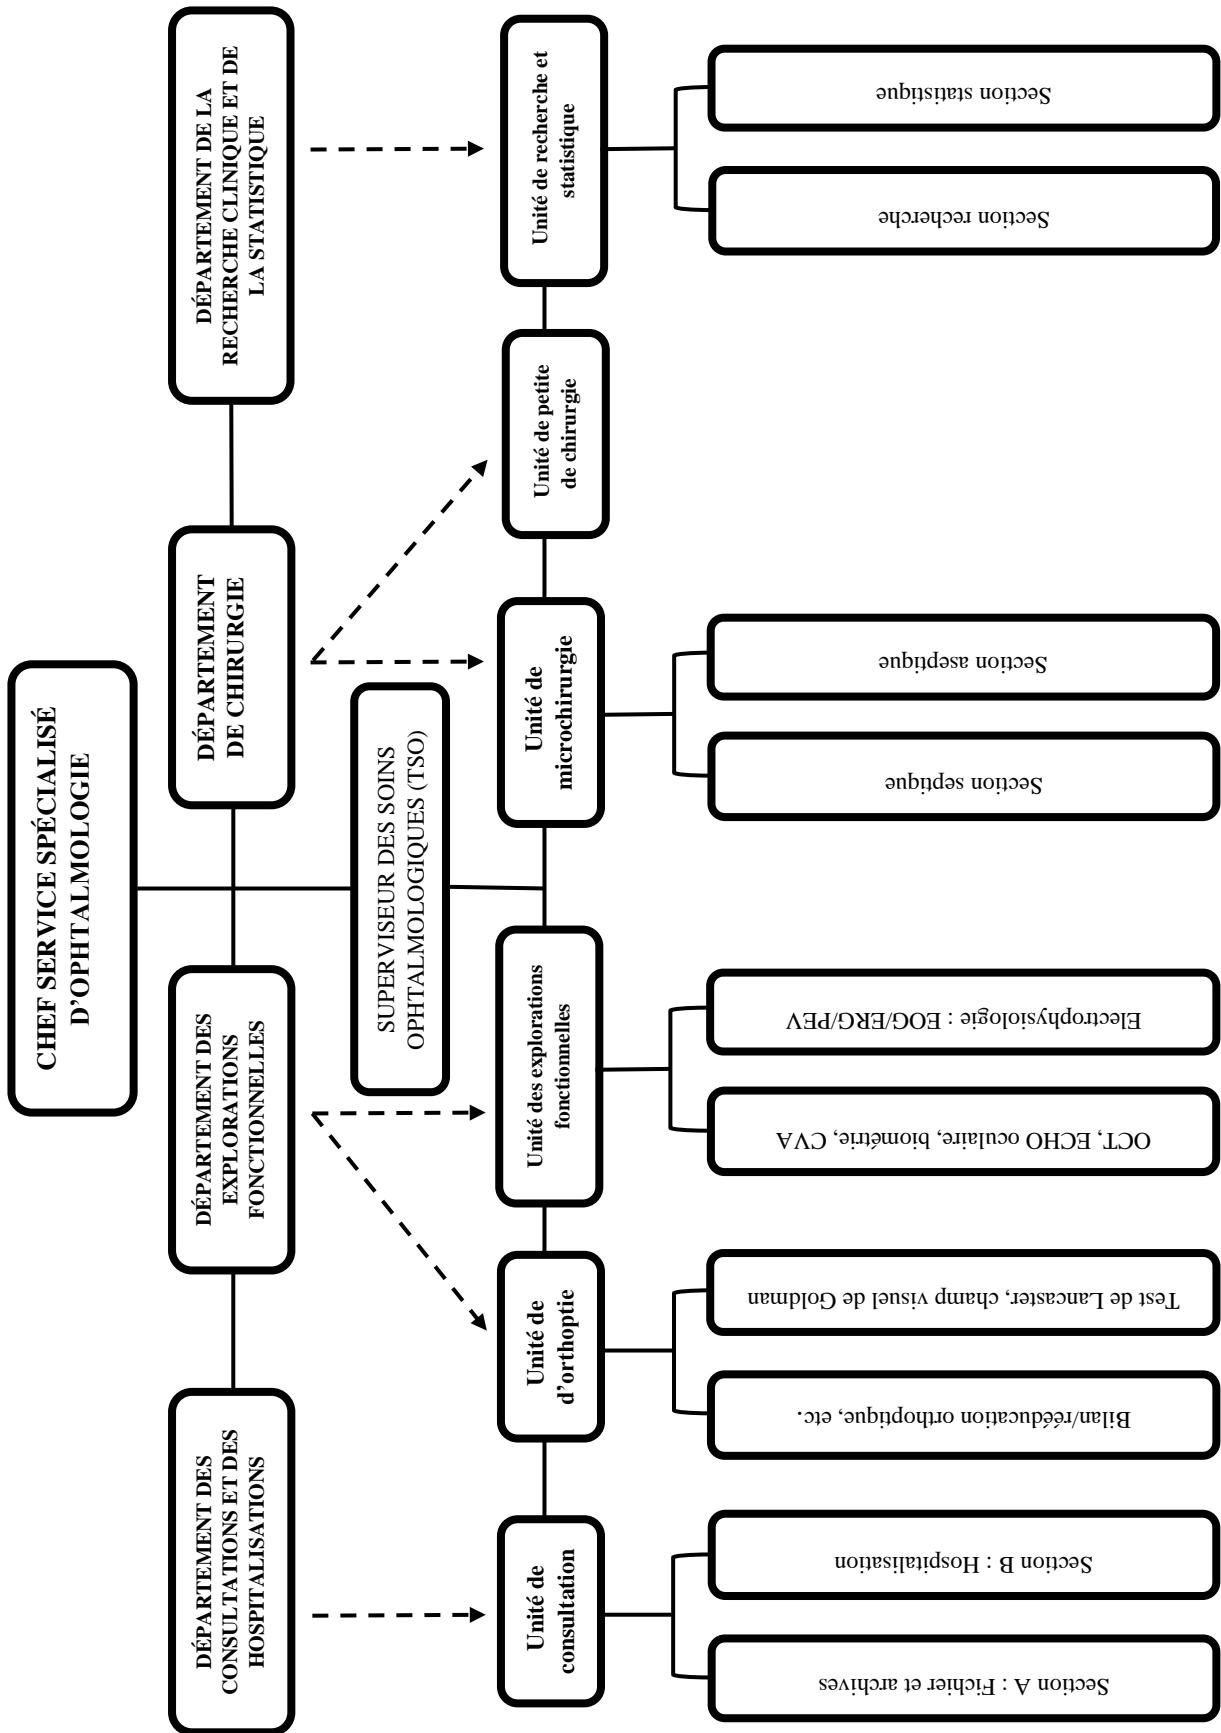 CHEF SERVICE SPÉCIALISÉ
D’OPHTALMOLOGIE
DÉPARTEMENT DES
CONSULTATIONS ET DES
HOSPITALISATIONS
DÉPARTEMENT DES
EXPLORATIONS
FONCTIONNELLES
DÉPARTEMENT
DE CHIRURGIE
DÉPARTEMENT DE LA
RECHERCHE CLINIQUE ET DE
LA STATISTIQUE
SUPERVISEUR DES SOINS
OPHTALMOLOGIQUES (TSO)
Unité de
consultation
Unité de
d’orthoptie
Unité des explorations
fonctionnelles
Unité de
microchirurgie
Unité de petite
de chirurgie
Unité de recherche et
statistique
Section A : Fichier et archives
Section B : Hospitalisation
Bilan/rééducation orthoptique, etc.
Test de Lancaster, champ visuel de Goldman
OCT, ECHO oculaire, biométrie, CVA
Electrophysiologie : EOG/ERG/PEV
Section septique
Section aseptique
Section recherche
Section statistique